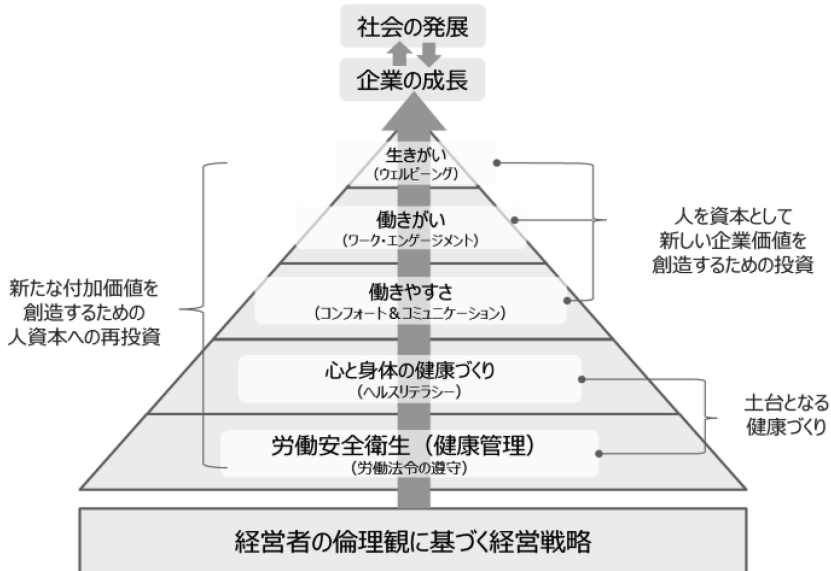 社会の発展
企業の成長
生きがい
(ウェルビーイング)
働きがい
(ワーク・エンゲージメント)
働きやすさ
(コンフォート&コミュニケーション)
心と身体の健康づくり
(ヘルスリテラシー)
労働安全衛生（健康管理）
(労働法令の遵守)
経営者の倫理観に基づく経営戦略
新たな付加価値を
創造するための
人資本への再投資
人を資本として
新しい企業価値を
創造するための投資
土台となる
健康づくり